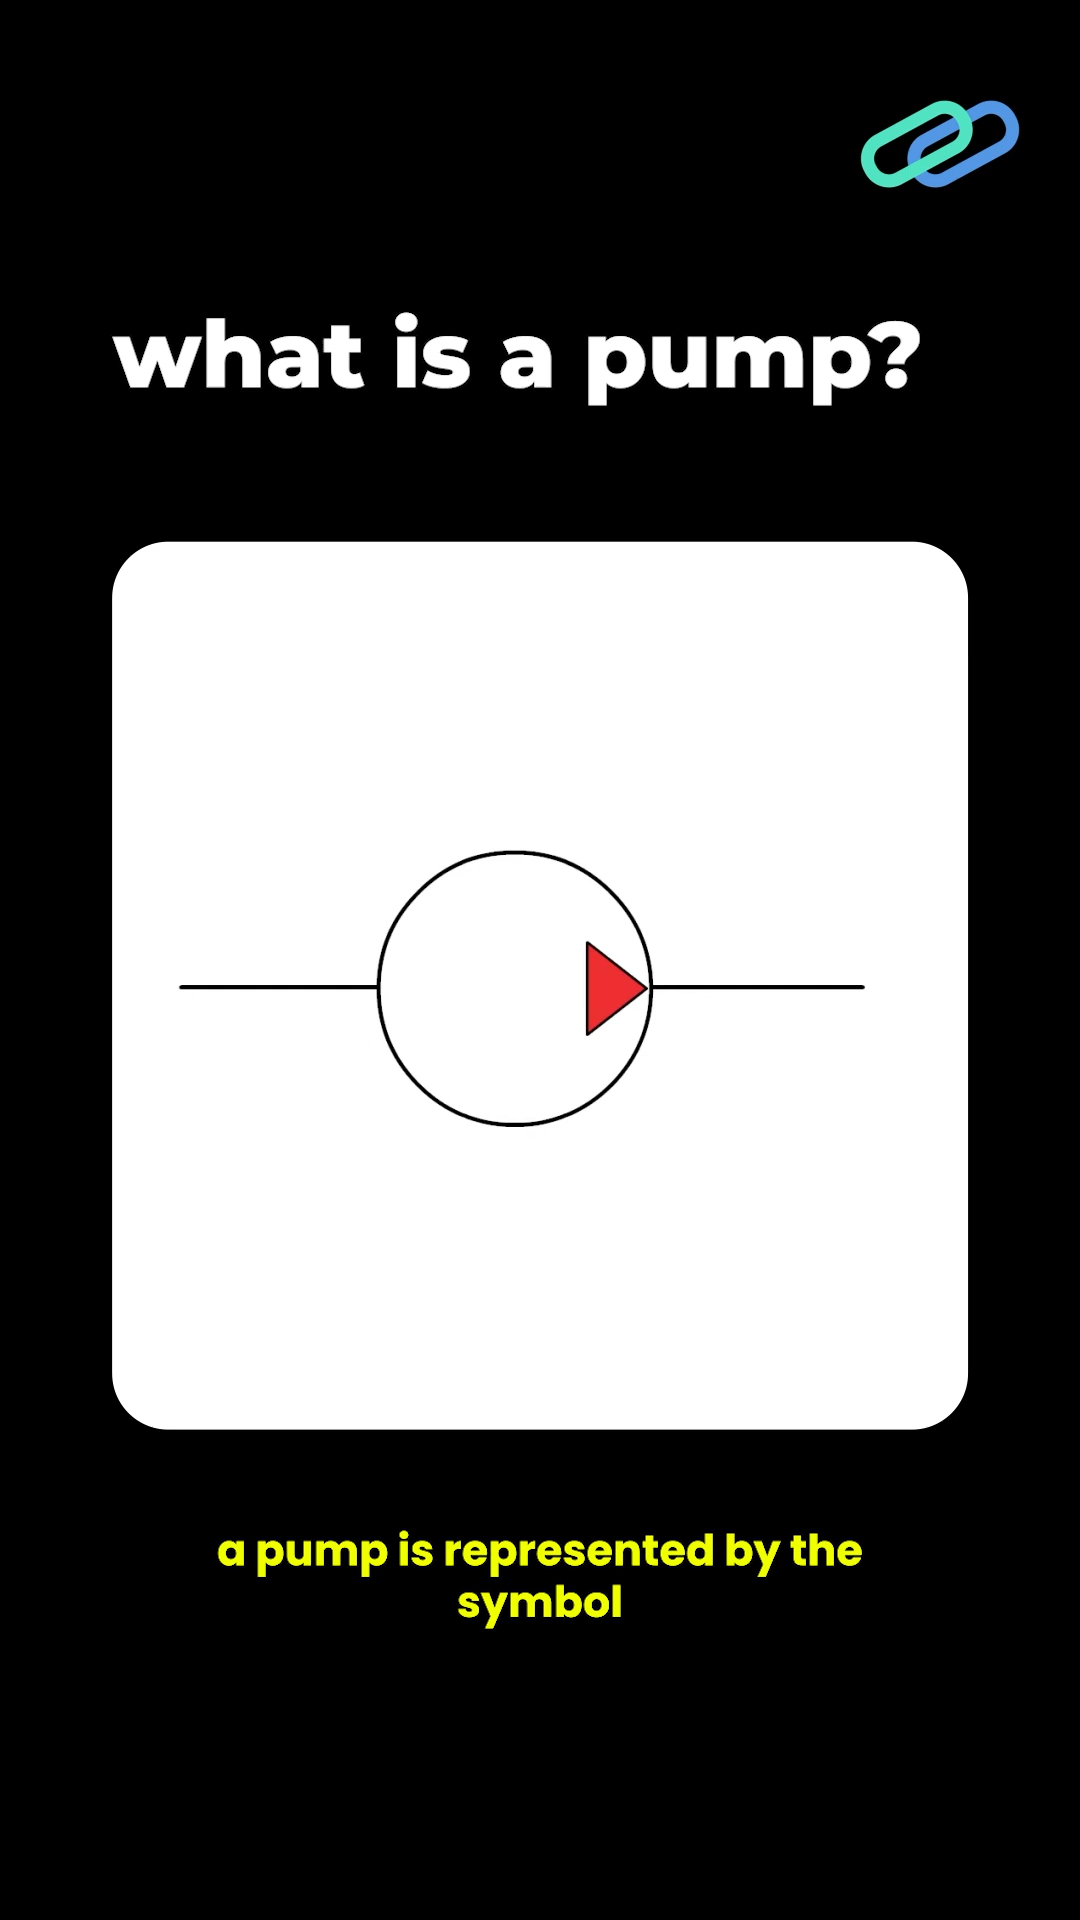 what is a pump?
a pump is represented by the
symbol